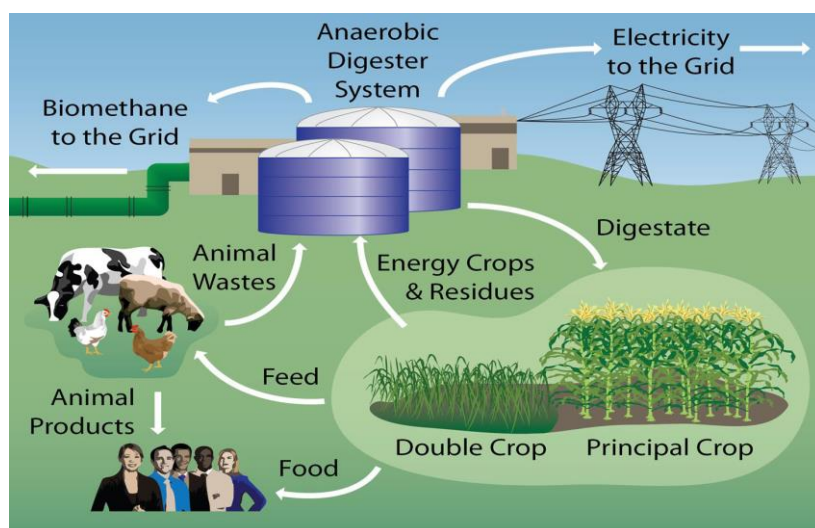 Anaerobic
Digester
System
Electricity
to the Grid
Biomethane
to the Grid
Digestate
Animal
Wastes
Energy Crops
& Residues
Feed
Animal
Products
Double Crop
Principal Crop
Food